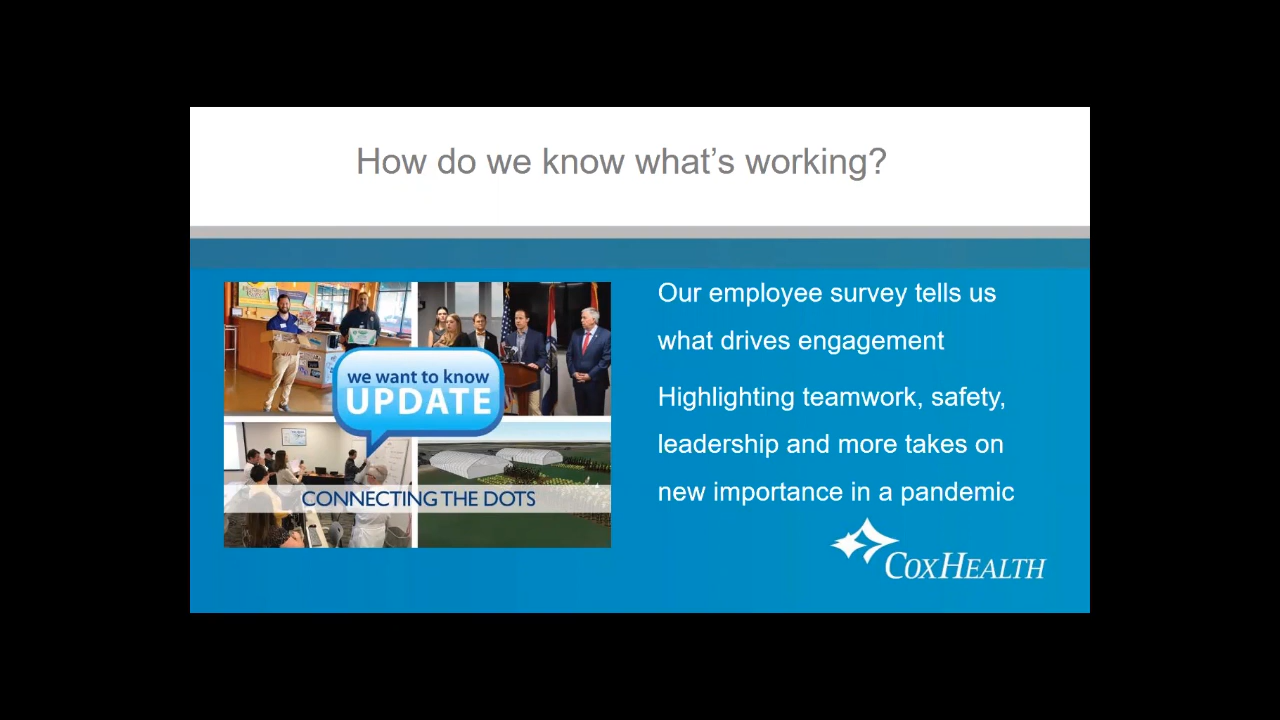 How do we know what’s working?
we want to know
UPDATE
CONNECTING THE DOTS
Our employee survey tells us
what drives engagement
Highlighting teamwork, safety,
leadership and more takes on
new importance in a pandemic
COXHEALTH